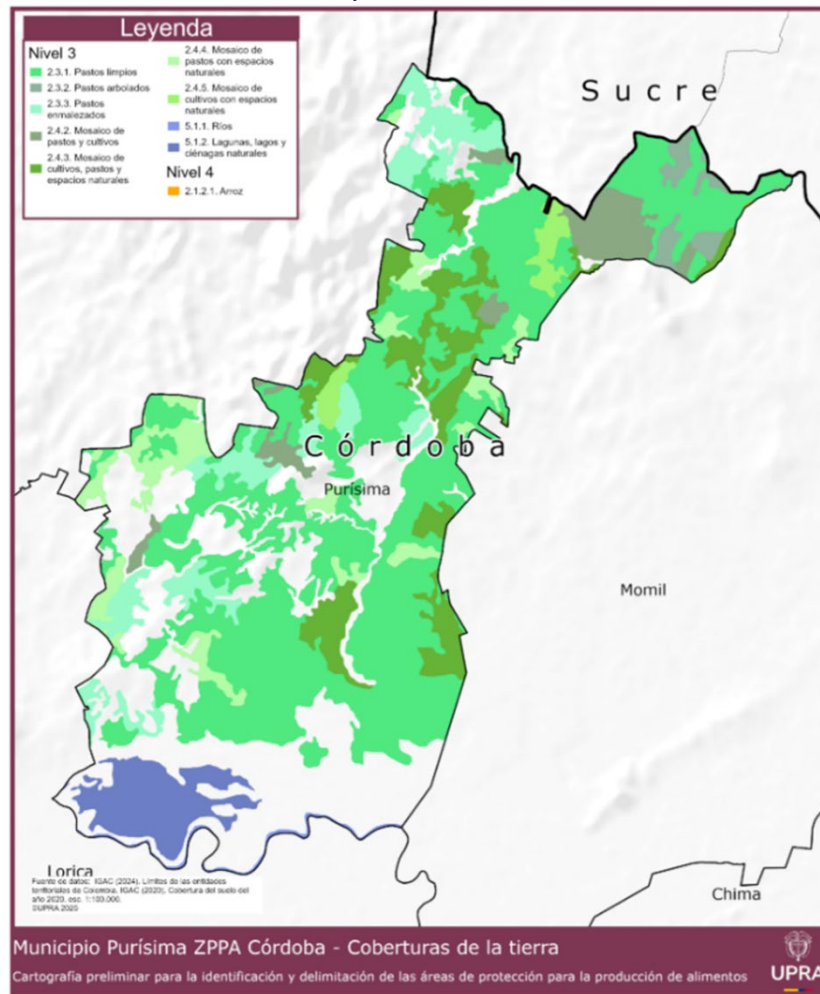 Leyenda
Nivel 3
2.3.1. Pastos limpios
2.3.2. Pastos arbolados
2.3.3. Pastos
enmalezados
2.4.2. Mosaico de
pastos y cultivos
2.4.3. Mosaico de
cultivos, pastos y
espacios naturales
2.4.4. Mosaico de
pastos con espacios
naturales
2.4.5. Mosaico de
cultivos con espacios
naturales
5.1.1. Ríos
5.1.2. Lagunas, lagos y
ciénagas naturales
Nivel 4
2.1.2.1. Arroz
Sucre
Córdoba
Purísima
Momil
Lorica
Chima
Fuente de datos: IGAC (2024). Límites de las entidades
territoriales de Colombia. IGAC (2020). Cobertura del suelo del
año 2020, esc. 1:100.000.
©UPRA 2025
Municipio Purísima ZPPA Córdoba - Coberturas de la tierra
Cartografía preliminar para la identificación y delimitación de las áreas de protección para la producción de alimentos
UPRA